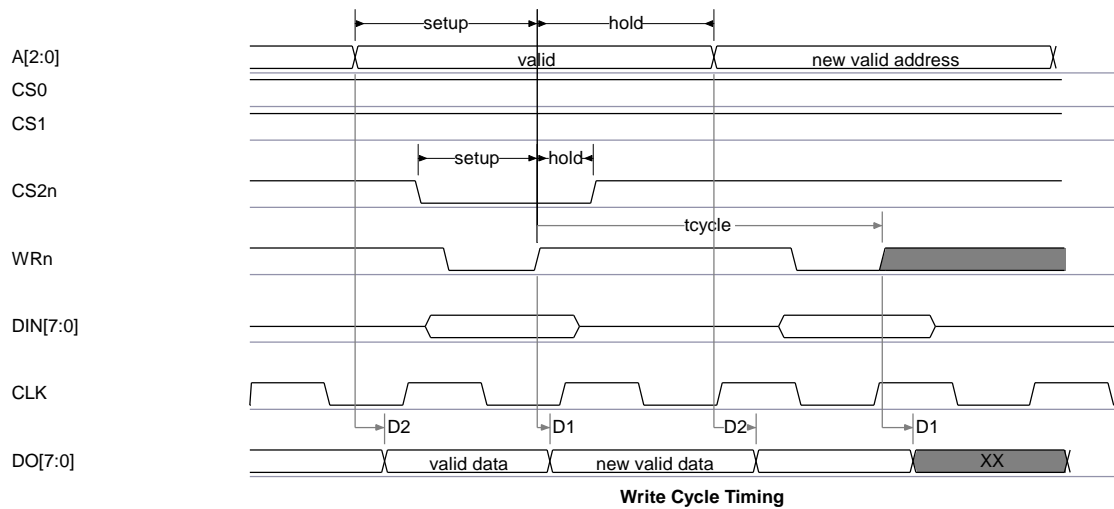 setup hold
A[2:0] valid new valid address
CS0
CS1
setup hold
CS2n
tcycle
WRn
DIN[7:0]
CLK
D2 D1 D2 D1
DO[7:0] valid data new valid data XX
Write Cycle Timing